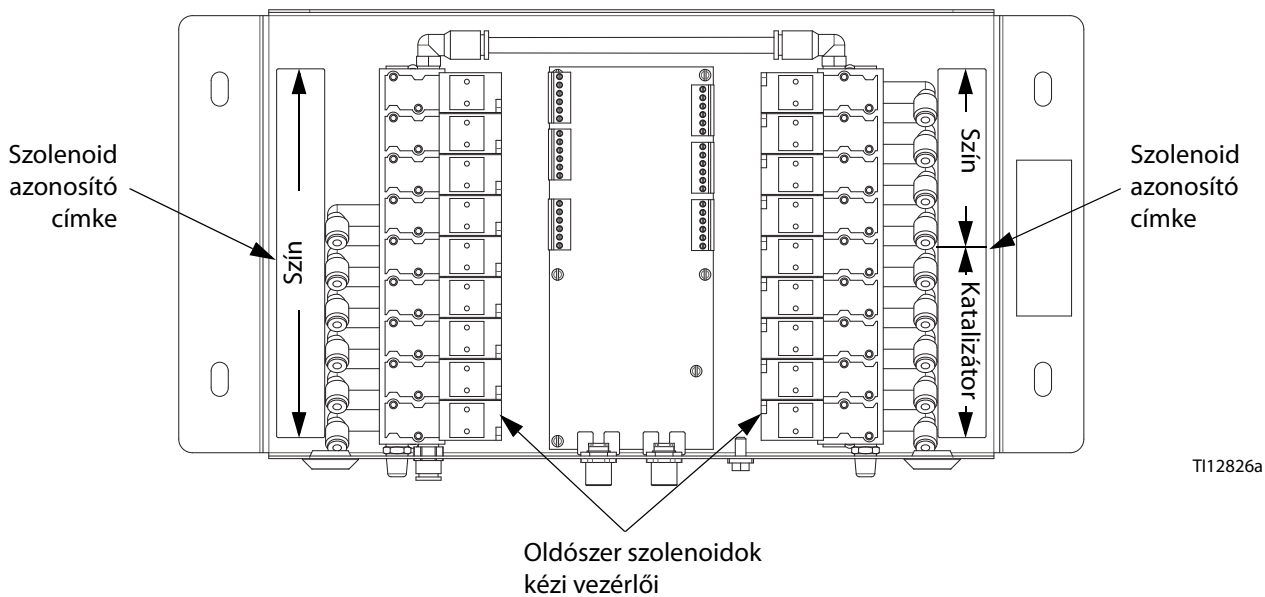 Szolenoid
azonosító
címke
Szín
Szín
Katalizátor
Szolenoid
azonosító
címke
TI12826a
Oldószer szolenoidok
kézi vezérlői